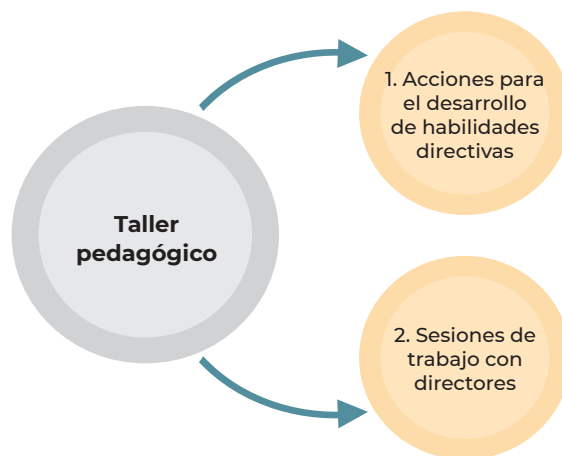 Taller
pedagógico
1. Acciones para
el desarrollo
de habilidades
directivas
2. Sesiones de
trabajo con
directores